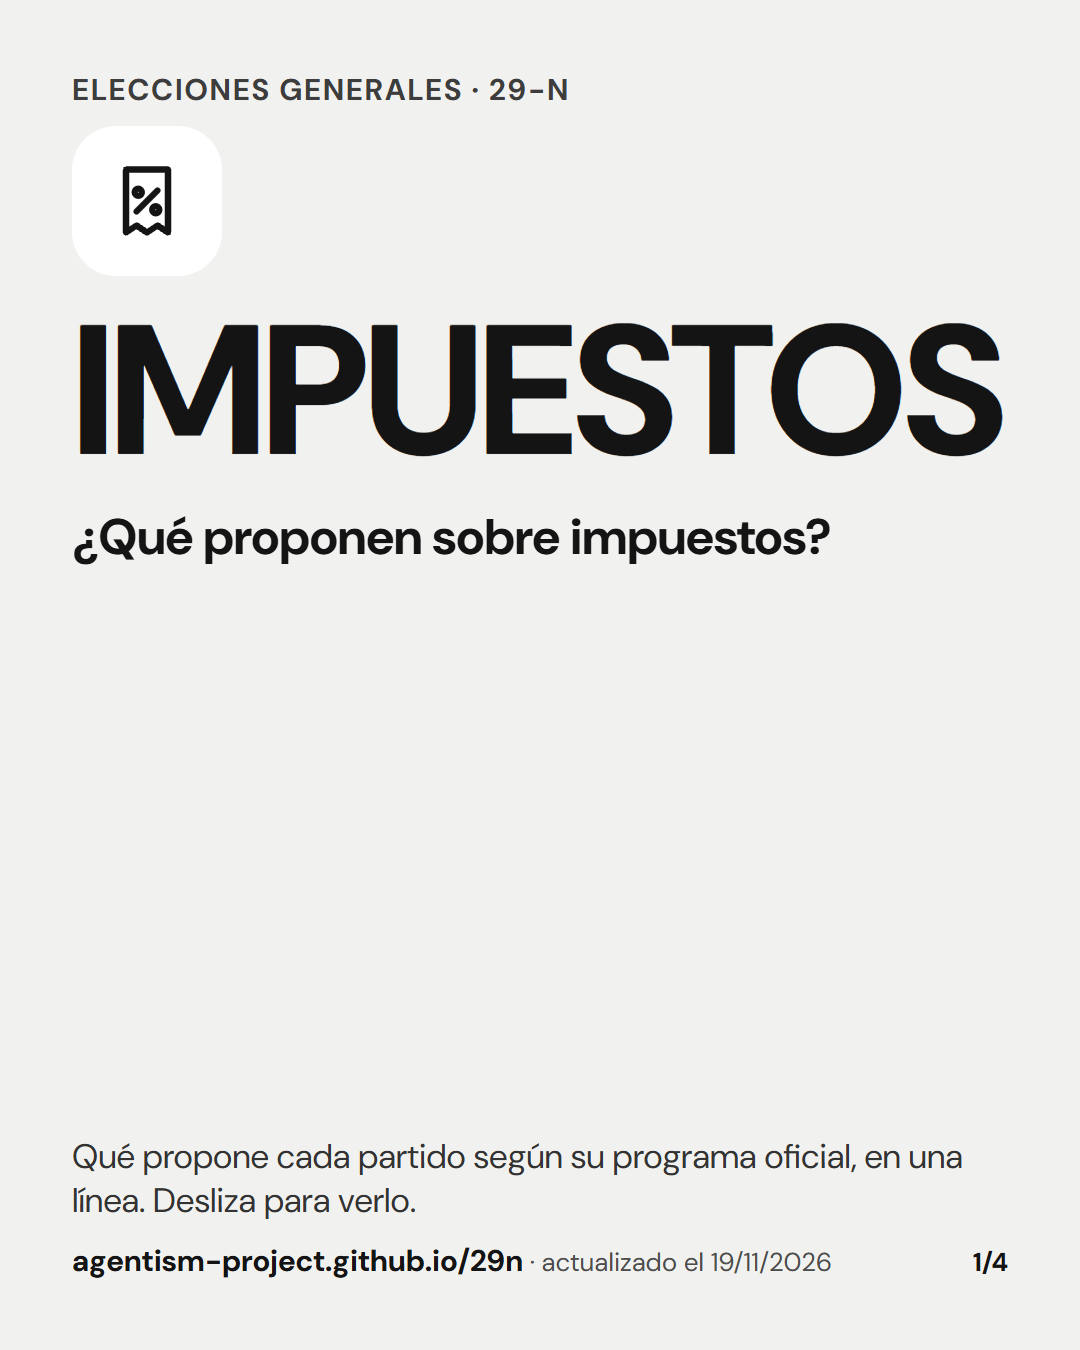 ELECCIONES GENERALES · 29-N
%
IMPUESTOS
¿Qué proponen sobre impuestos?
Qué propone cada partido según su programa oficial, en una
línea. Desliza para verlo.
agentism-project.github.io/29n · actualizado el 19/11/2026
1/4